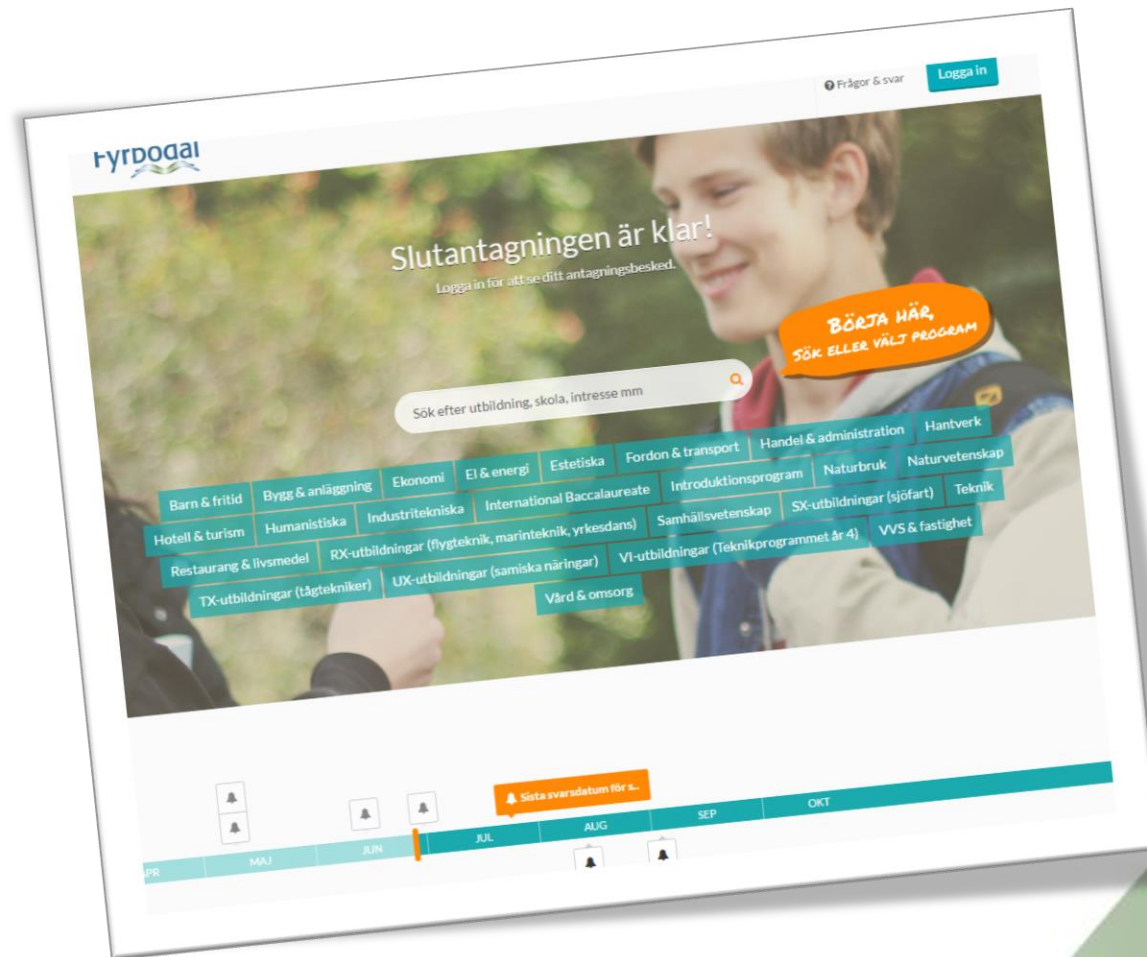 Frågor & svar
Logga in
Fyrbodal
Slutantagningen är klar!
Logga in för att se ditt antagningsbesked.
BÖRJA HÄR,
SÖK ELLER VÄLJ PROGRAM
Sök efter utbildning, skola, intresse mm
Barn & fritid Bygg & anläggning Ekonomi El & energi Estetiska Fordon & transport Handel & administration Hantverk
Hotell & turism Humanistiska Industritekniska International Baccalaureate Introduktionsprogram Naturbruk Naturvetenskap
Restaurang & livsmedel RX-utbildningar (flygteknik, marinteknik, yrkesdans) Samhällsvetenskap SX-utbildningar (sjöfart) Teknik
TX-utbildningar (tågtekniker) UX-utbildningar (samiska näringar) VI-utbildningar (Teknikprogrammet år 4) VVS & fastighet
Vård & omsorg
Sista svarsdatum för s..
APR MAJ JUN JUL AUG SEP OKT